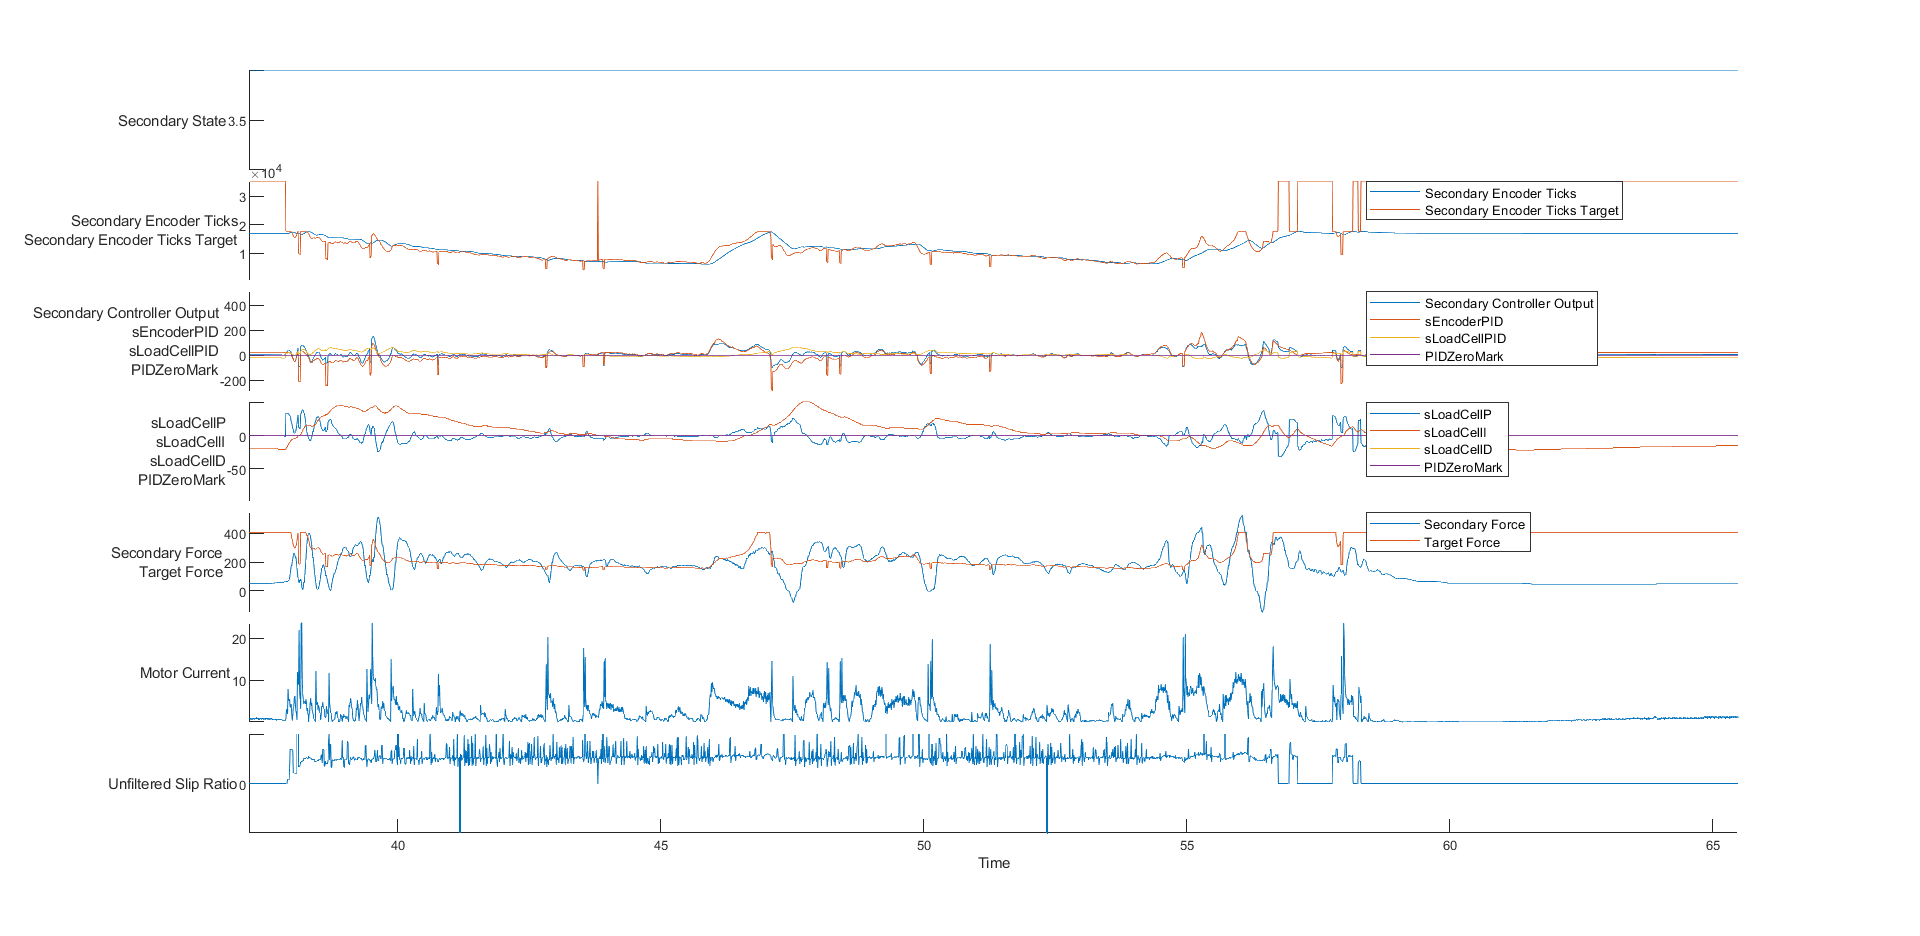 Secondary State
3.5
×10^4
3
2
1
Secondary Encoder Ticks
Secondary Encoder Ticks Target
Secondary Encoder Ticks
Secondary Encoder Ticks Target
Secondary Controller Output
sEncoderPID
sLoadCellPID
PIDZeroMark
400
200
0
-200
Secondary Controller Output
sEncoderPID
sLoadCellPID
PIDZeroMark
sLoadCellP
sLoadCellI
sLoadCellD
PIDZeroMark
0
-50
sLoadCellP
sLoadCellI
sLoadCellD
PIDZeroMark
Secondary Force
Target Force
400
200
0
Secondary Force
Target Force
Motor Current
20
10
Unfiltered Slip Ratio
0
40 45 50 55 60 65
Time